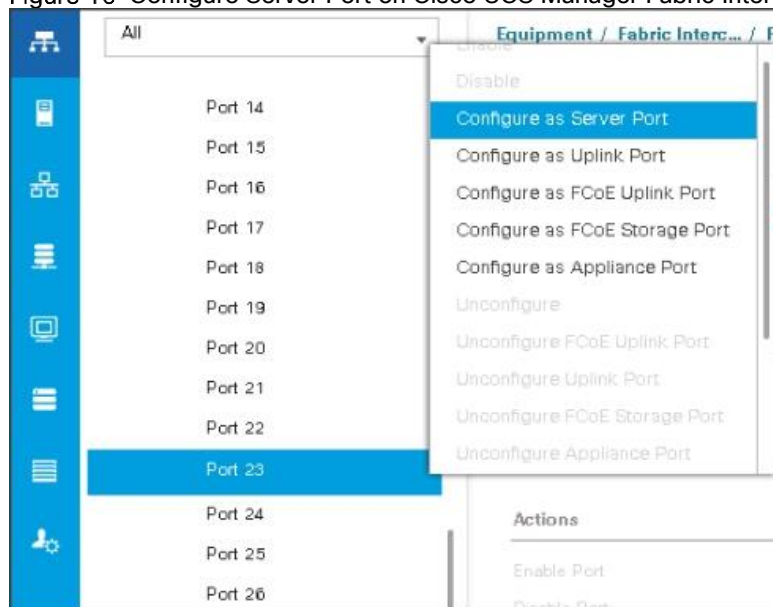 Configure Server Port on Cisco UCS Manager Fabric Inter
All
Equipment / Fabric Interc... / F
Enable
Disable
Configure as Server Port
Configure as Uplink Port
Configure as FCoE Uplink Port
Configure as FCoE Storage Port
Configure as Appliance Port
Unconfigure
Unconfigure FCoE Uplink Port
Unconfigure Uplink Port
Unconfigure FCoE Storage Port
Unconfigure Appliance Port
Port 14
Port 15
Port 16
Port 17
Port 18
Port 19
Port 20
Port 21
Port 22
Port 23
Port 24
Port 25
Port 26
Actions
Enable Port
Disable Port